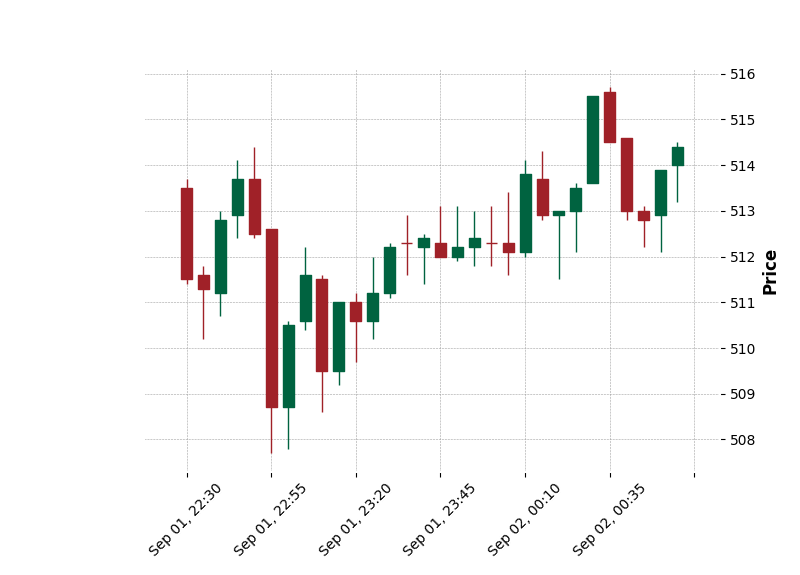 516
515
514
513
512
511
510
509
508
Price
Sep 01, 22:30
Sep 01, 22:55
Sep 01, 23:20
Sep 01, 23:45
Sep 02, 00:10
Sep 02, 00:35